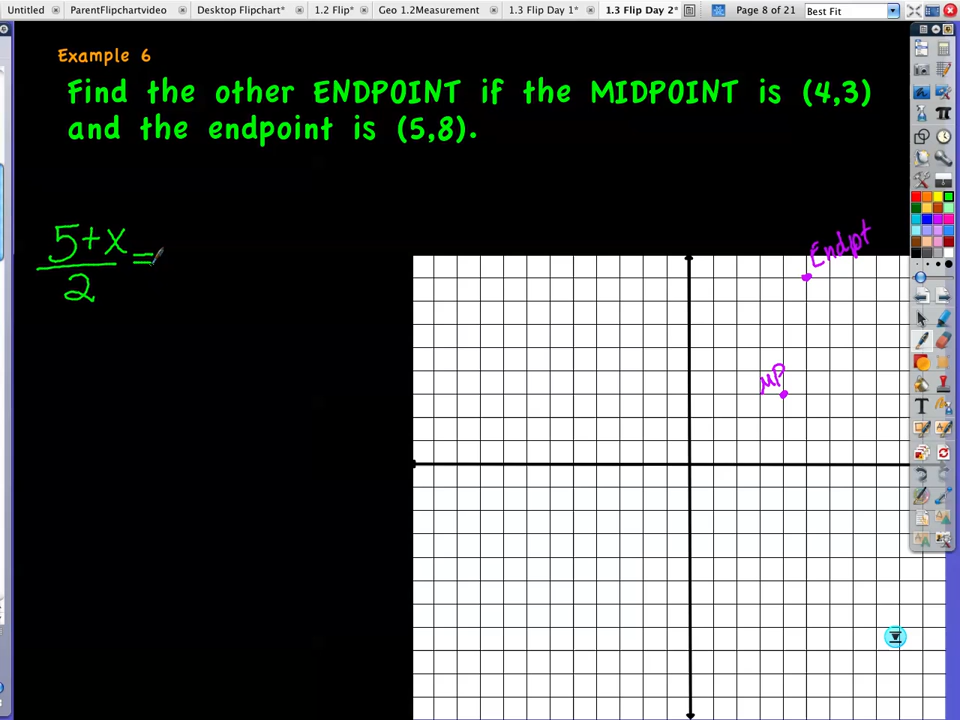 Untitled ParentFlipchartvideo Desktop Flipchart* 1.2 Flip* Geo 1.2Measurement 1.3 Flip Day 1* 1.3 Flip Day 2* Page 8 of 21 Best Fit
Example 6
Find the other ENDPOINT if the MIDPOINT is (4,3)
and the endpoint is (5,8).
5+x
2
=
Endpt
MP